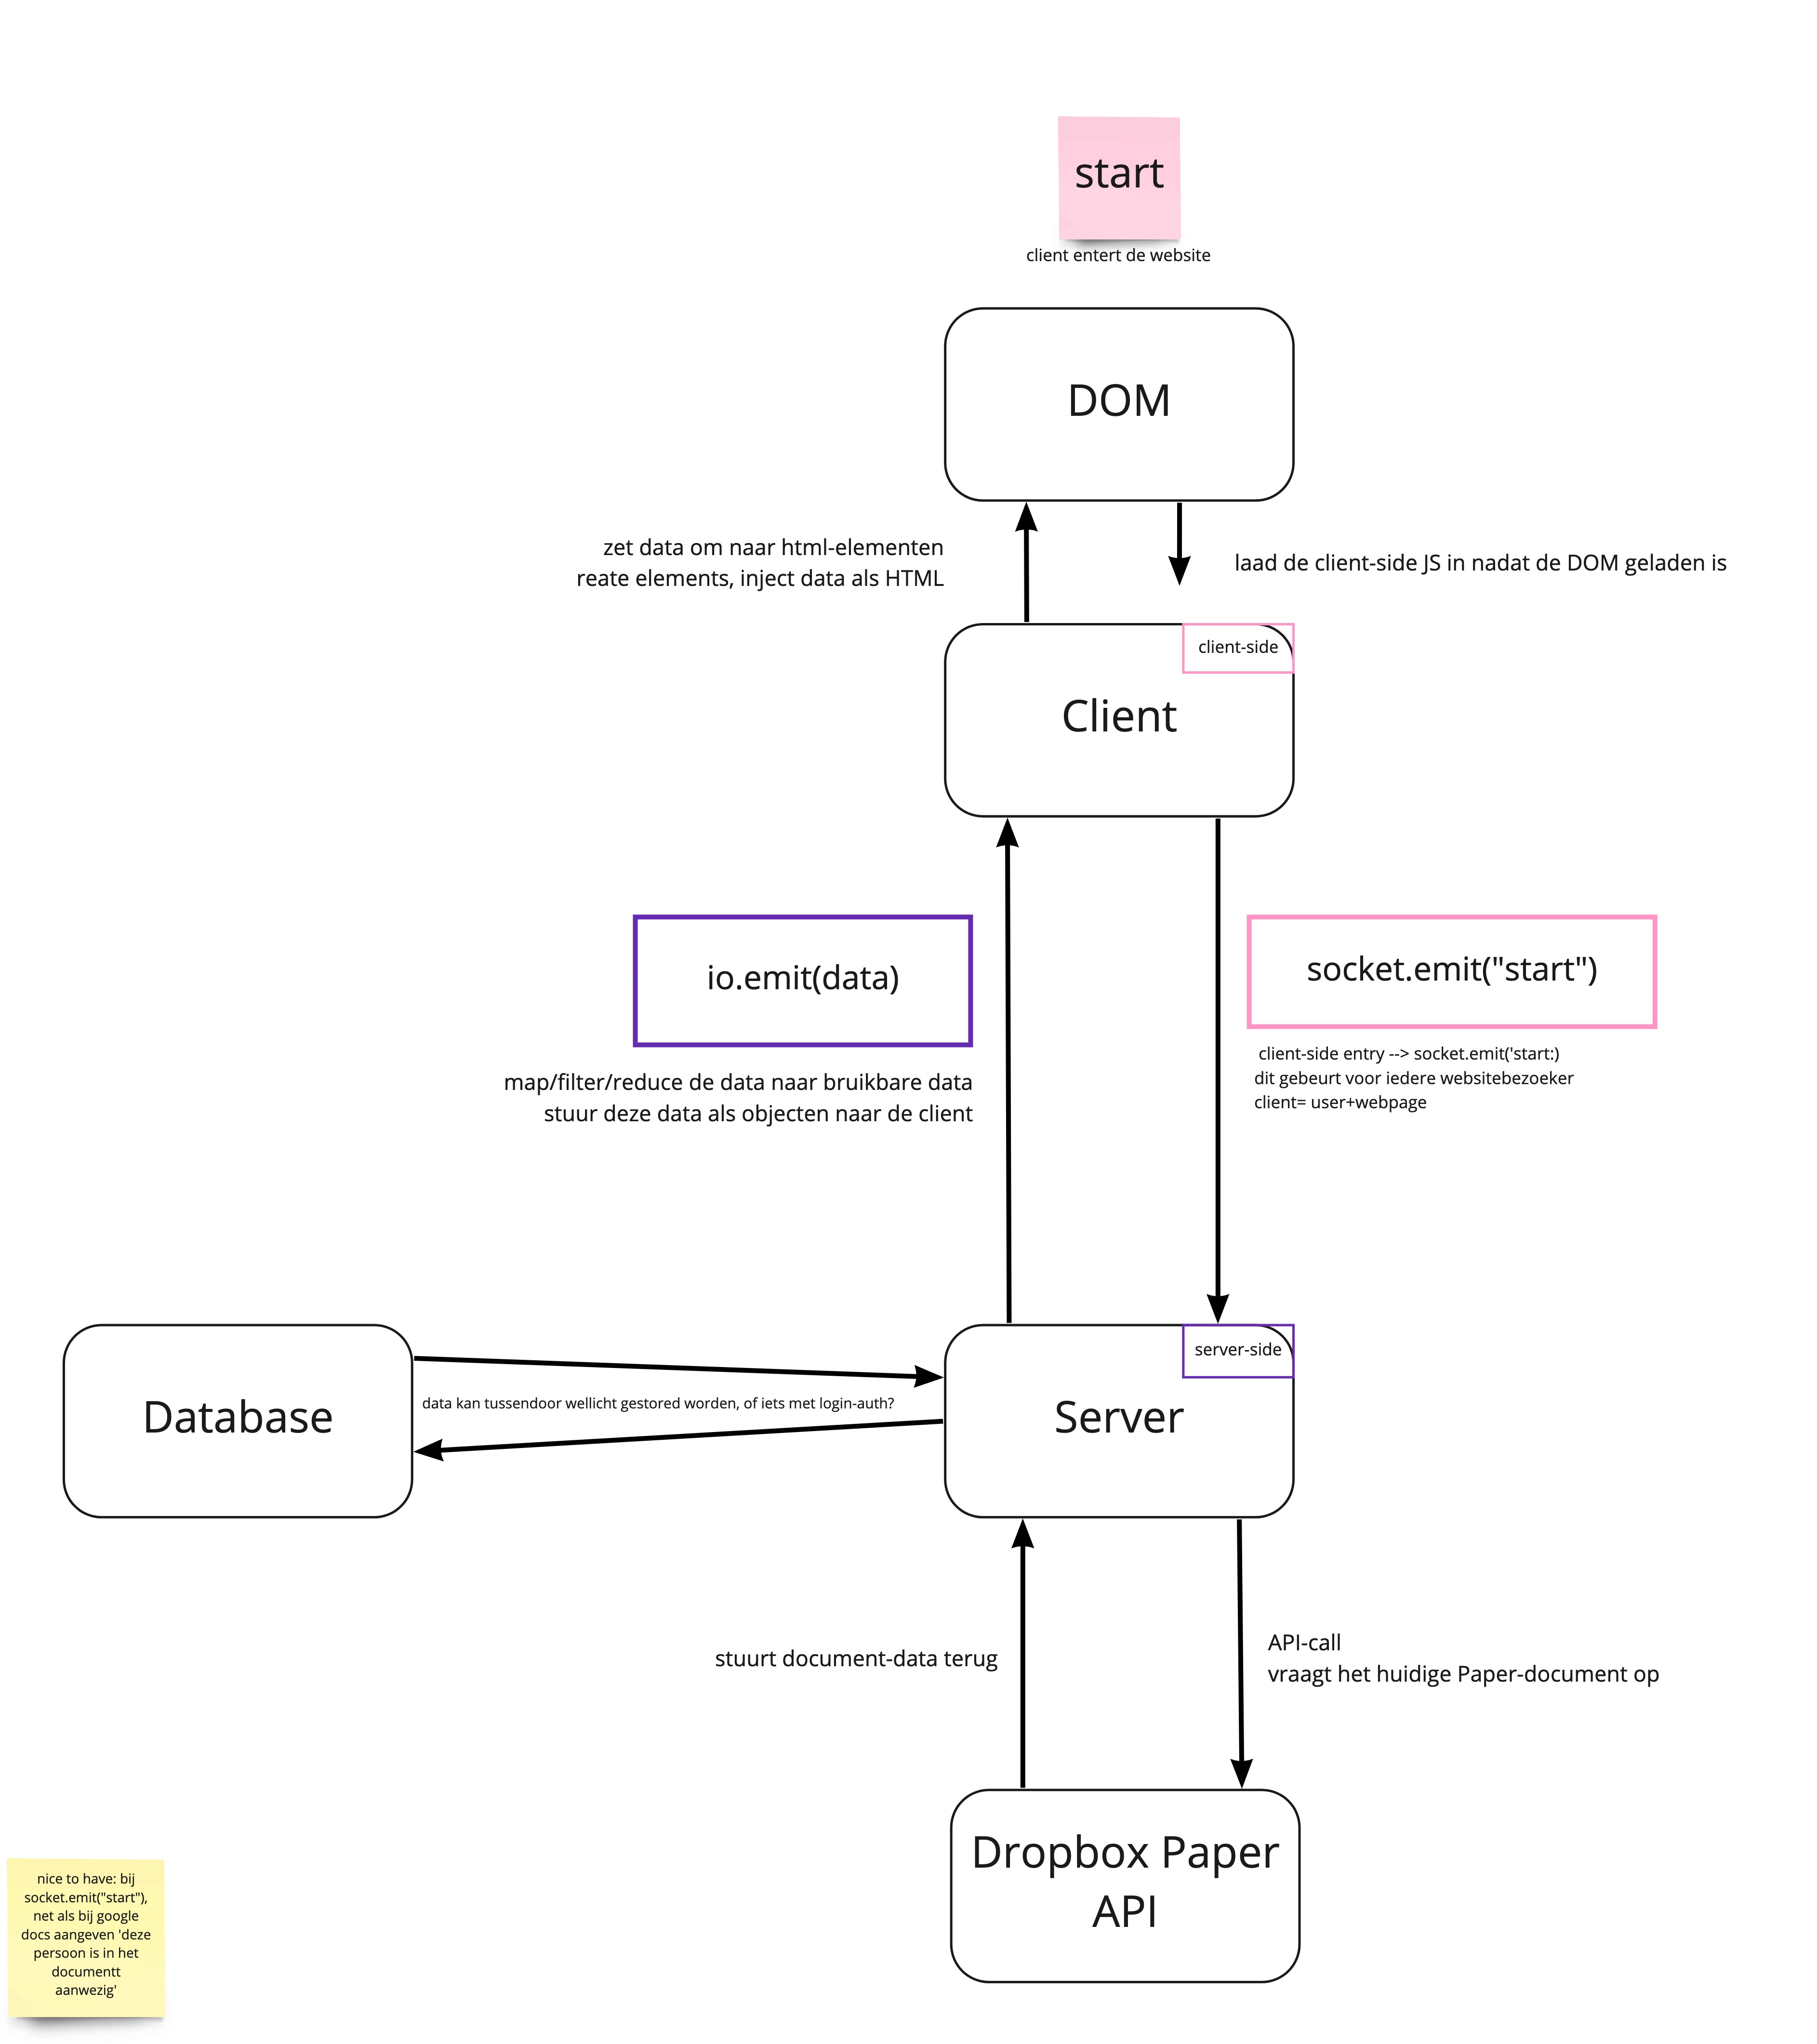 start
client entert de website
DOM
zet data om naar html-elementen
reate elements, inject data als HTML
laad de client-side JS in nadat de DOM geladen is
client-side
Client
io.emit(data)
socket.emit("start")
map/filter/reduce de data naar bruikbare data
stuur deze data als objecten naar de client
client-side entry --> socket.emit('start:)
dit gebeurt voor iedere websitebezoeker
client= user+webpage
server-side
Database
data kan tussendoor wellicht gestored worden, of iets met login-auth?
Server
stuurt document-data terug
API-call
vraagt het huidige Paper-document op
Dropbox Paper
API
nice to have: bij
socket.emit("start"),
net als bij google
docs aangeven 'deze
persoon is in het
documentt
aanwezig'